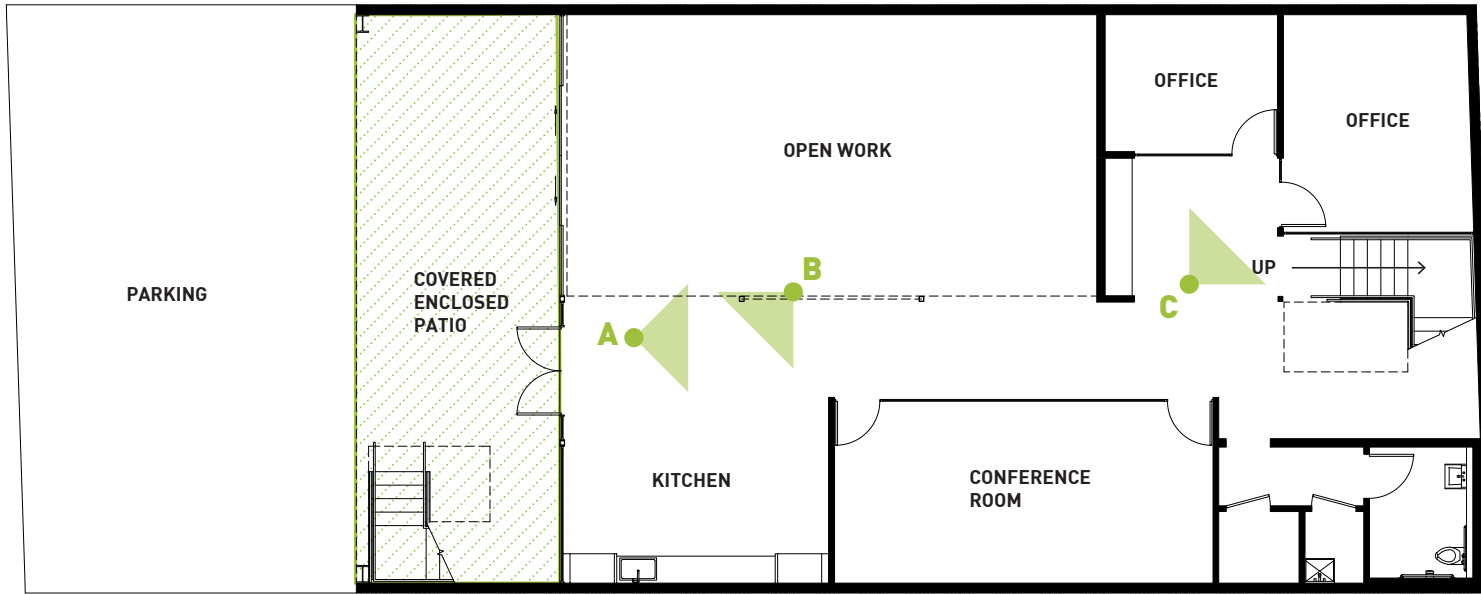 OFFICE
OFFICE
OPEN WORK
PARKING
COVERED
ENCLOSED
PATIO
A
B
C
UP
KITCHEN
CONFERENCE
ROOM